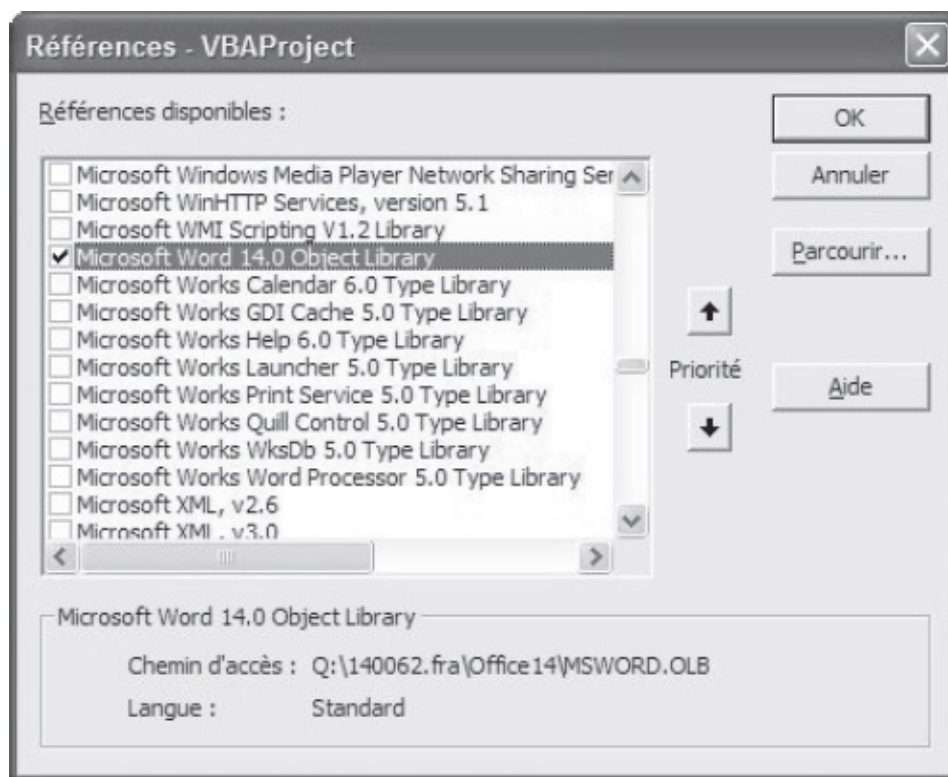 Références - VBAProject
Références disponibles :
OK
Annuler
Parcourir...
Priorité
Aide
Microsoft Windows Media Player Network Sharing Ser
Microsoft WinHTTP Services, version 5.1
Microsoft WMI Scripting V1.2 Library
Microsoft Word 14.0 Object Library
Microsoft Works Calendar 6.0 Type Library
Microsoft Works GDI Cache 5.0 Type Library
Microsoft Works Help 6.0 Type Library
Microsoft Works Launcher 5.0 Type Library
Microsoft Works Print Service 5.0 Type Library
Microsoft Works Quill Control 5.0 Type Library
Microsoft Works WksDb 5.0 Type Library
Microsoft Works Word Processor 5.0 Type Library
Microsoft XML, v2.6
Microsoft XML, v3.0
Microsoft Word 14.0 Object Library
Chemin d'accès : Q:\140062.fra\Office14\MSWORD.OLB
Langue : Standard